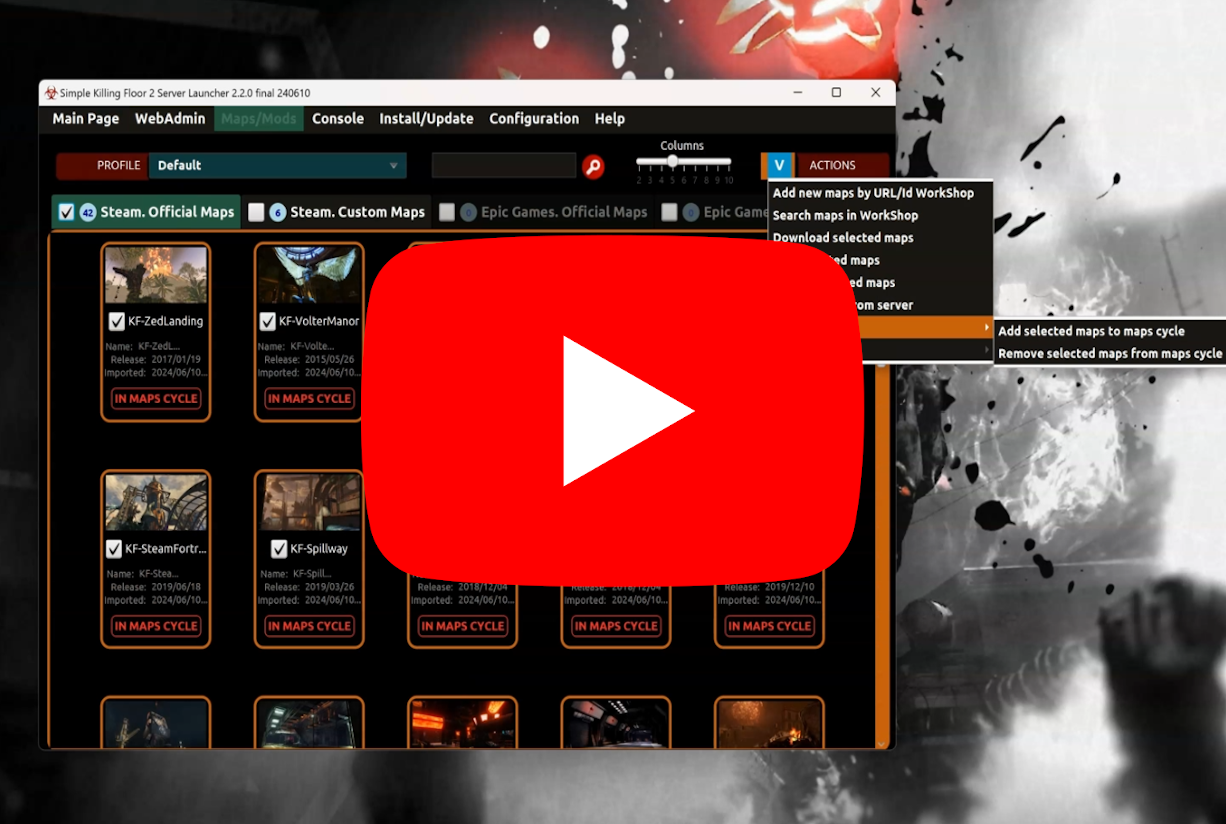 Simple Killing Floor 2 Server Launcher 2.2.0 final 240610
Main Page WebAdmin Maps/Mods Console Install/Update Configuration Help
Columns
PROFILE Default V ACTIONS
2 3 4 5 6 7 8 9 10
Add new maps by URL/Id WorkShop
42 Steam. Official Maps 6 Steam. Custom Maps 0 Epic Games. Official Maps 0 Epic
Search maps in WorkShop
Download selected maps
maps
maps
server
Add selected maps to maps cycle
Remove selected maps from maps cycle
KF-ZedLanding KF-VolterManor
Name: KF-ZedL... Name: KF-Volte...
Release: 2017/01/19 Release: 2015/05/26
Imported: 2024/06/10... Imported: 2024/06/10...
IN MAPS CYCLE IN MAPS CYCLE
KF-SteamFortr... KF-Spillway
Name: KF-Stea... Name: KF-Spill...
Release: 2019/06/18 Release: 2019/03/26 Release: 2018/12/04 Release: 2018/12/04 Release: 2019/12/10
Imported: 2024/06/10... Imported: 2024/06/10... Imported: 2024/06/10... Imported: 2024/06/10... Imported: 2024/06/10...
IN MAPS CYCLE IN MAPS CYCLE IN MAPS CYCLE IN MAPS CYCLE IN MAPS CYCLE